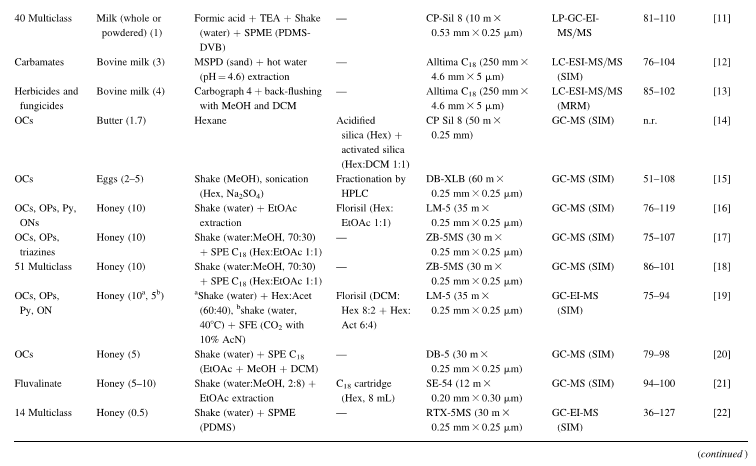 40 Multiclass Milk (whole or Formic acid + TEA + Shake — CP-Sil 8 (10 m × LP-GC-EI- 81–110 [11]
powdered) (1) (water) + SPME (PDMS- 0.53 mm × 0.25 μm) MS/MS
DVB)
Carbamates Bovine milk (3) MSPD (sand) + hot water — Alltima C18 (250 mm × LC-ESI-MS/MS 76–104 [12]
(pH = 4.6) extraction 4.6 mm × 5 μm) (SIM)
Herbicides and Bovine milk (4) Carbograph 4 + back-flushing — Alltima C18 (250 mm × LC-ESI-MS/MS 85–102 [13]
fungicides with MeOH and DCM 4.6 mm × 5 μm) (MRM)
OCs Butter (1.7) Hexane Acidified CP Sil 8 (50 m × GC-MS (SIM) n.r. [14]
silica (Hex) + 0.25 mm)
activated silica
(Hex:DCM 1:1)
OCs Eggs (2–5) Shake (MeOH), sonication Fractionation by DB-XLB (60 m × GC-MS (SIM) 51–108 [15]
(Hex, Na2SO4) HPLC 0.25 mm × 0.25 μm)
OCs, OPs, Py, Honey (10) Shake (water) + EtOAc Florisil (Hex: LM-5 (35 m × GC-MS (SIM) 76–119 [16]
ONs extraction EtOAc 1:1) 0.25 mm × 0.25 μm)
OCs, OPs, Honey (10) Shake (water:MeOH, 70:30) — ZB-5MS (30 m × GC-MS (SIM) 75–107 [17]
triazines + SPE C18 (Hex:EtOAc 1:1) 0.25 mm × 0.25 μm)
51 Multiclass Honey (10) Shake (water:MeOH, 70:30) — ZB-5MS (30 m × GC-MS (SIM) 86–101 [18]
+ SPE C18 (Hex:EtOAc 1:1) 0.25 mm × 0.25 μm)
OCs, OPs, Honey (10a, 5b) aShake (water) + Hex:Acet Florisil (DCM: LM-5 (35 m × GC-EI-MS 75–94 [19]
Py, ON (60:40), bshake (water, Hex 8:2 + Hex: 0.25 mm × 0.25 μm) (SIM)
40°C) + SFE (CO2 with Act 6:4)
10% AcN)
OCs Honey (5) Shake (water) + SPE C18 — DB-5 (30 m × GC-MS (SIM) 79–98 [20]
(EtOAc + MeOH + DCM) 0.25 mm × 0.25 μm)
Fluvalinate Honey (5–10) Shake (water:MeOH, 2:8) + C18 cartridge SE-54 (12 m × GC-MS (SIM) 94–100 [21]
EtOAc extraction (Hex, 8 mL) 0.20 mm × 0.30 μm)
14 Multiclass Honey (0.5) Shake (water) + SPME — RTX-5MS (30 m × GC-EI-MS 36–127 [22]
(PDMS) 0.25 mm × 0.25 μm) (SIM)
(continued)